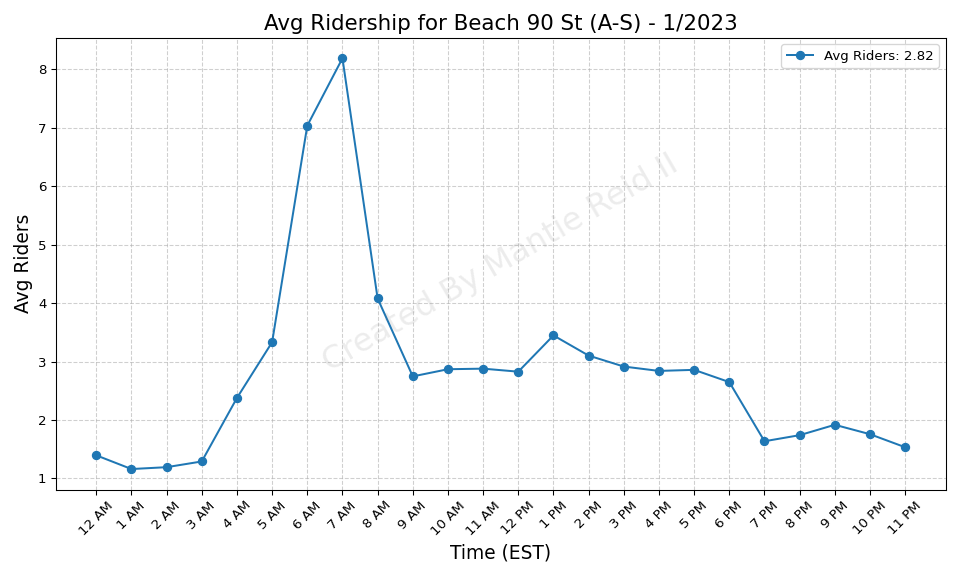 Avg Ridership for Beach 90 St (A-S) - 1/2023
Avg Riders: 2.82
Avg Riders
8
7
6
5
4
3
2
1
Created By Mantie Reid II
12 AM
1 AM
2 AM
3 AM
4 AM
5 AM
6 AM
7 AM
8 AM
9 AM
10 AM
11 AM
12 PM
1 PM
2 PM
3 PM
4 PM
5 PM
6 PM
7 PM
8 PM
9 PM
10 PM
11 PM
Time (EST)